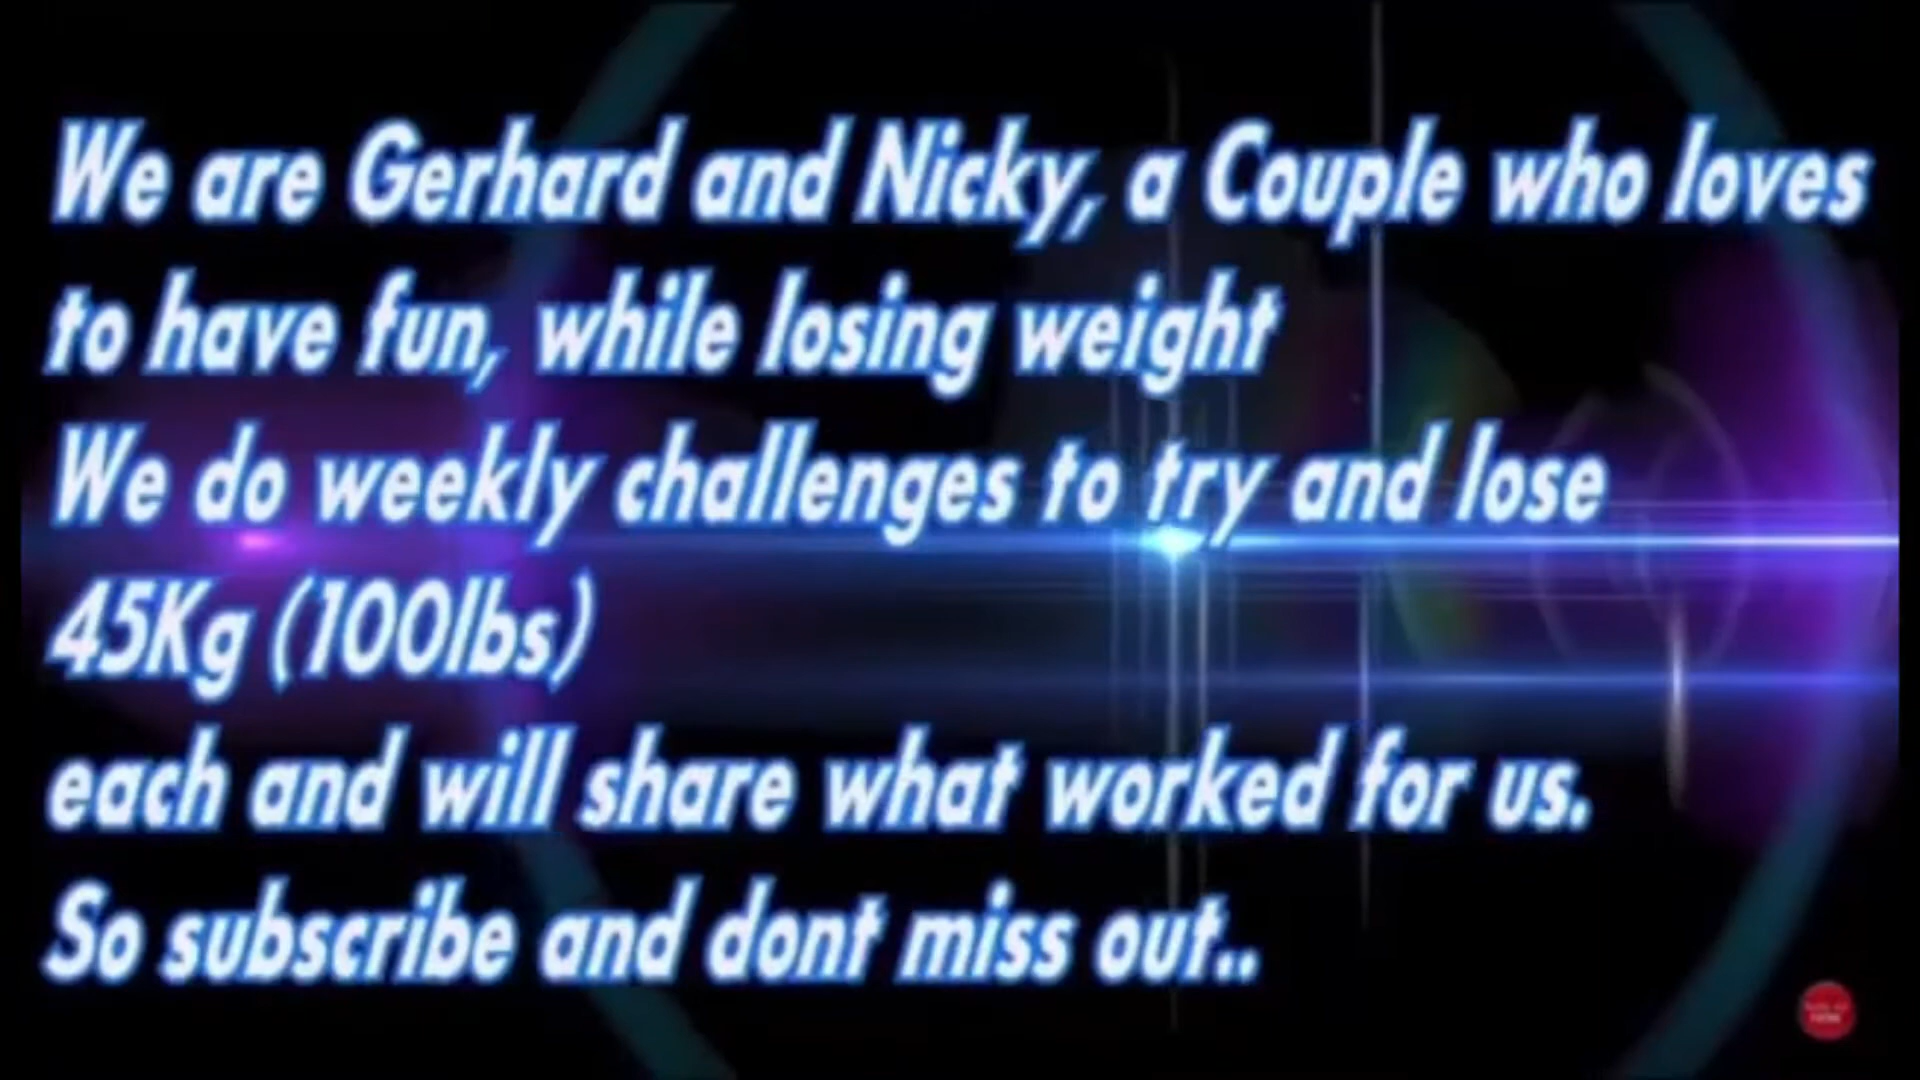 We are Gerhard and Nicky, a Couple who loves
to have fun, while losing weight
We do weekly challenges to try and lose
45Kg (100lbs)
each and will share what worked for us.
So subscribe and dont miss out..